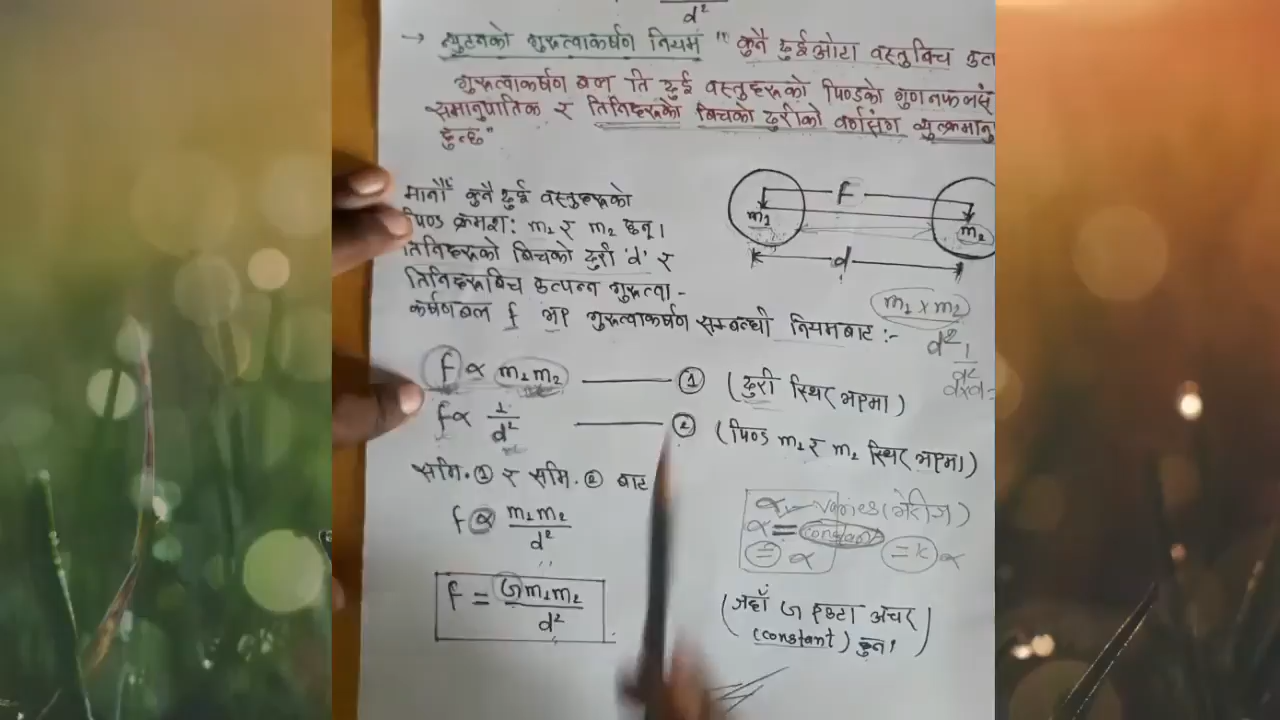 d²
→ न्युटनको गुरुत्वाकर्षण नियम " कुनै दुईओटा वस्तुबिच हुने
गुरुत्वाकर्षण बल ति दुई वस्तुहरुको पिण्डको गुणनफलसं
समानुपातिक र तिनिहरुको बिचको दुरीको वर्गसंग व्युत्क्रमानु
हुन्छ"
मानौं कुनै दुई वस्तुहरुको
पिण्ड क्रमश: m₁ र m₂ छन्।
तिनिहरुको बिचको दुरी 'd' र
तिनिहरुबिच उत्पन्न गुरुत्वा-
कर्षणबल f भए गुरुत्वाकर्षण सम्बन्धी नियमबाट :-
f
m₁
m₂
d
m₁ x m₂
d² 1
d²
dxd=
f ∝ m₁m₂ ——— ① (दुरी स्थिर भएमा)
f ∝ 1/d² ——— ② (पिण्ड m₁ र m₂ स्थिर भएमा)
समि.① र समि.② बाट
f ∝ m₁m₂/d²
∝ – varies (भेरिज)
∝ = constant
= ∝ = k ∝
f = Gm₁m₂/d²
(जहाँ G एउटा अचर
(constant) हुन।)